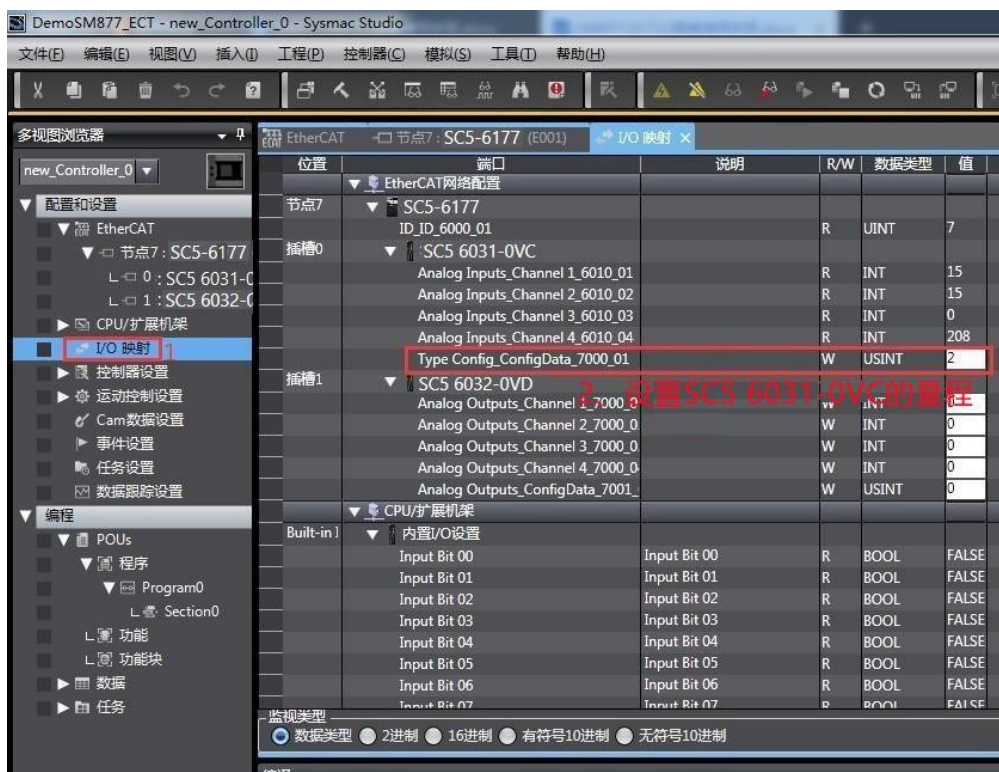 DemoSM877_ECT - new_Controller_0 - Sysmac Studio
文件(F) 编辑(E) 视图(V) 插入(I) 工程(P) 控制器(C) 模拟(S) 工具(T) 帮助(H)
多视图浏览器
new_Controller_0
配置和设置
EtherCAT
节点7 : SC5-6177
0 : SC5 6031-0
1 : SC5 6032-0
CPU/扩展机架
I/O 映射 1
控制器设置
运动控制设置
Cam数据设置
事件设置
任务设置
数据跟踪设置
编程
POUs
程序
Program0
Section0
功能
功能块
数据
任务
EtherCAT 节点7 : SC5-6177 (E001) I/O 映射
位置 端口 说明 R/W 数据类型 值
EtherCAT网络配置
节点7 SC5-6177
ID_ID_6000_01 R UINT 7
插槽0 SC5 6031-0VC
Analog Inputs_Channel 1_6010_01 R INT 15
Analog Inputs_Channel 2_6010_02 R INT 15
Analog Inputs_Channel 3_6010_03 R INT 0
Analog Inputs_Channel 4_6010_04 R INT 208
Type Config_ConfigData_7000_01 W USINT 2
插槽1 SC5 6032-0VD
2、设置SC5 6031-0VC的量程
Analog Outputs_Channel 1_7000_0 W INT 0
Analog Outputs_Channel 2_7000_0 W INT 0
Analog Outputs_Channel 3_7000_0 W INT 0
Analog Outputs_Channel 4_7000_0 W INT 0
Analog Outputs_ConfigData_7001_ W USINT 0
CPU/扩展机架
Built-in I 内置I/O设置
Input Bit 00 Input Bit 00 R BOOL FALSE
Input Bit 01 Input Bit 01 R BOOL FALSE
Input Bit 02 Input Bit 02 R BOOL FALSE
Input Bit 03 Input Bit 03 R BOOL FALSE
Input Bit 04 Input Bit 04 R BOOL FALSE
Input Bit 05 Input Bit 05 R BOOL FALSE
Input Bit 06 Input Bit 06 R BOOL FALSE
Input Bit 07 Input Bit 07 R BOOL FALSE
监视类型
数据类型 2进制 16进制 有符号10进制 无符号10进制